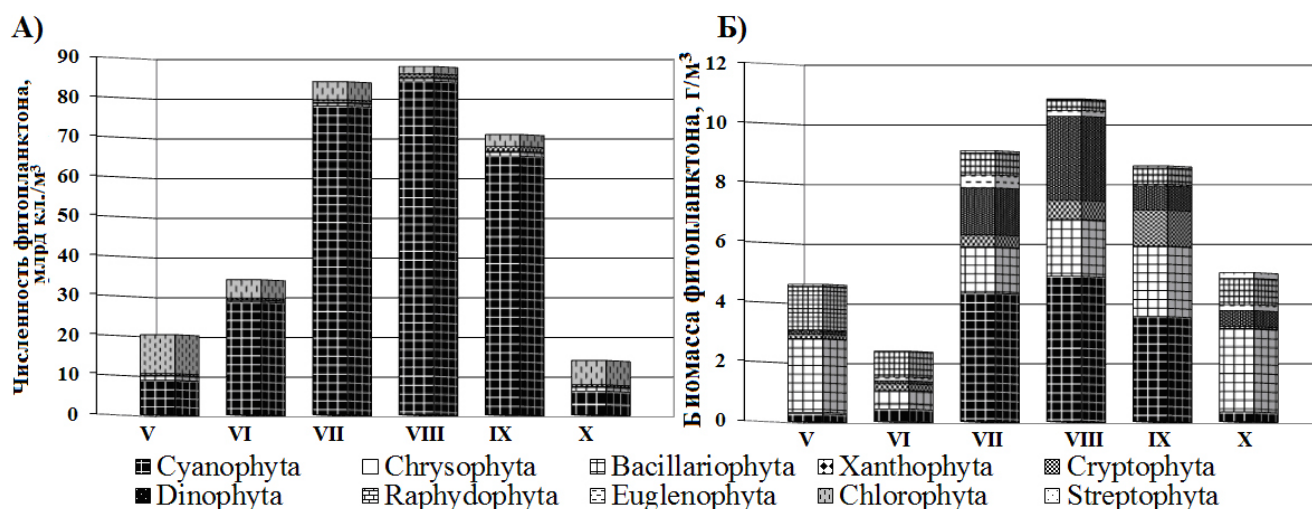 А)
Численность фитопланктона,
млрд кл./м³
90
80
70
60
50
40
30
20
10
0
V VI VII VIII IX X
Б)
Биомасса фитопланктона, г/м³
12
10
8
6
4
2
0
V VI VII VIII IX X
Cyanophyta Chrysophyta Bacillariophyta Xanthophyta Cryptophyta
Dinophyta Raphydophyta Euglenophyta Chlorophyta Streptophyta